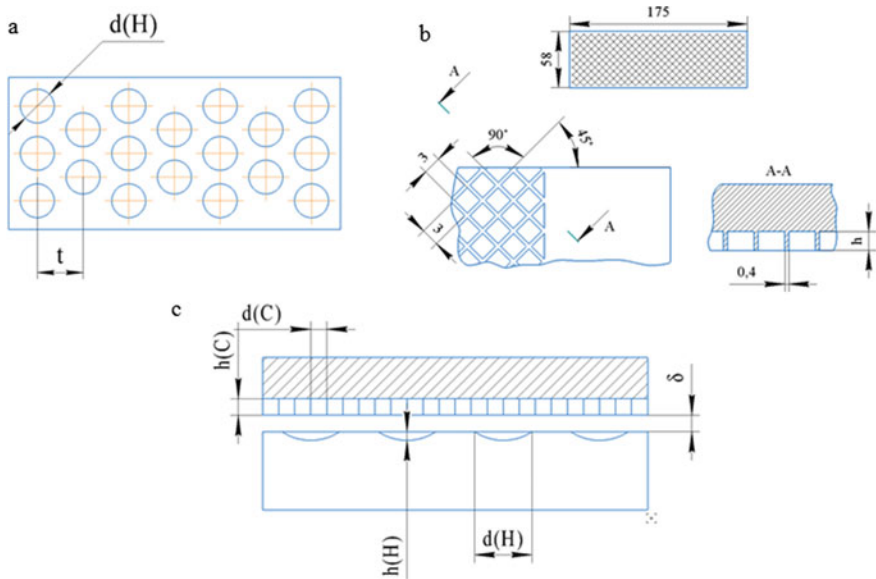 a
d(H)
t
b
175
58
A
90°
45°
3
3
A
A-A
h
0,4
c
d(C)
h(C)
δ
h(H)
d(H)